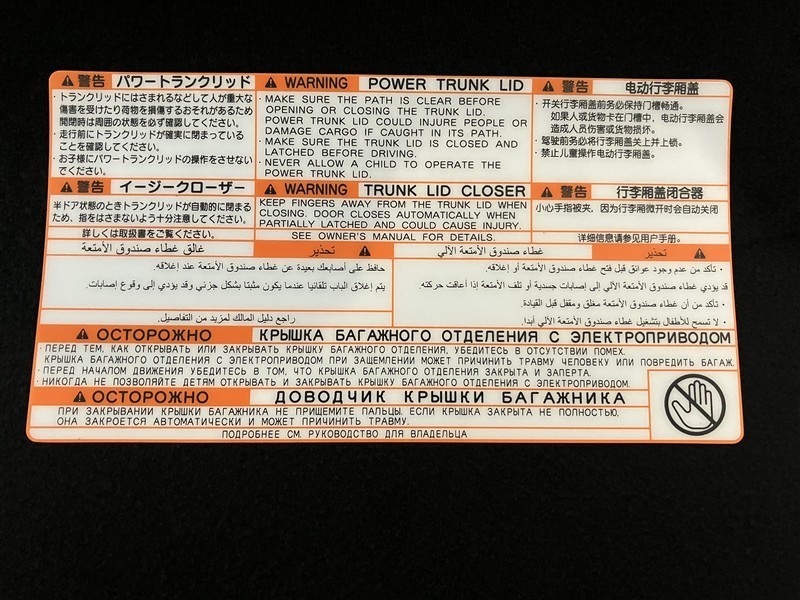 警告 パワートランクリッド
・トランクリッドにはさまれるなどして人が重大な
傷害を受けたり荷物を損傷するおそれがあるため
開閉時は周囲の状態を必ず確認してください。
・走行前にトランクリッドが確実に閉まっている
ことを確認してください。
・お子様にパワートランクリッドの操作をさせない
でください。
警告 イージークローザー
半ドア状態のときトランクリッドが自動的に閉まる
ため、指をはさまないよう十分注意してください。
詳しくは取扱書をご覧ください。
WARNING POWER TRUNK LID
・MAKE SURE THE PATH IS CLEAR BEFORE
OPENING OR CLOSING THE TRUNK LID.
POWER TRUNK LID COULD INJURE PEOPLE OR
DAMAGE CARGO IF CAUGHT IN ITS PATH.
・MAKE SURE THE TRUNK LID IS CLOSED AND
LATCHED BEFORE DRIVING.
・NEVER ALLOW A CHILD TO OPERATE THE
POWER TRUNK LID.
WARNING TRUNK LID CLOSER
KEEP FINGERS AWAY FROM THE TRUNK LID WHEN
CLOSING. DOOR CLOSES AUTOMATICALLY WHEN
PARTIALLY LATCHED AND COULD CAUSE INJURY.
SEE OWNER'S MANUAL FOR DETAILS.
警告 电动行李厢盖
・开关行李厢盖前务必保持门槽畅通。
如果人或货物卡在门槽中，电动行李厢盖会
造成人员伤害或货物损坏。
・驾驶前务必将行李厢盖关上并上锁。
・禁止儿童操作电动行李厢盖。
警告 行李厢盖闭合器
小心手指被夹，因为行李厢微开时会自动关闭
详细信息请参见用户手册。
تحذير غطاء صندوق الأمتعة الآلي
・تأكد من عدم وجود عوائق قبل فتح غطاء صندوق الأمتعة أو إغلاقه.
قد يؤدي غطاء صندوق الأمتعة الآلي إلى إصابات جسدية أو تلف الأمتعة إذا أعاقت حركته.
・تأكد من أن غطاء صندوق الأمتعة مغلق ومقفل قبل القيادة.
・لا تسمح للأطفال بتشغيل غطاء صندوق الأمتعة الآلي أبدا.
تحذير غالق غطاء صندوق الأمتعة
حافظ على أصابعك بعيدة عن غطاء صندوق الأمتعة عند إغلاقه.
يتم إغلاق الباب تلقائيا عندما يكون مثبتا بشكل جزئي وقد يؤدي إلى وقوع إصابات.
راجع دليل المالك لمزيد من التفاصيل.
ОСТОРОЖНО КРЫШКА БАГАЖНОГО ОТДЕЛЕНИЯ С ЭЛЕКТРОПРИВОДОМ
・ПЕРЕД ТЕМ, КАК ОТКРЫВАТЬ ИЛИ ЗАКРЫВАТЬ КРЫШКУ БАГАЖНОГО ОТДЕЛЕНИЯ, УБЕДИТЕСЬ В ОТСУТСТВИИ ПОМЕХ.
КРЫШКА БАГАЖНОГО ОТДЕЛЕНИЯ С ЭЛЕКТРОПРИВОДОМ ПРИ ЗАЩЕМЛЕНИИ МОЖЕТ ПРИЧИНИТЬ ТРАВМУ ЧЕЛОВЕКУ ИЛИ ПОВРЕДИТЬ БАГАЖ.
・ПЕРЕД НАЧАЛОМ ДВИЖЕНИЯ УБЕДИТЕСЬ В ТОМ, ЧТО КРЫШКА БАГАЖНОГО ОТДЕЛЕНИЯ ЗАКРЫТА И ЗАПЕРТА.
・НИКОГДА НЕ ПОЗВОЛЯЙТЕ ДЕТЯМ ОТКРЫВАТЬ И ЗАКРЫВАТЬ КРЫШКУ БАГАЖНОГО ОТДЕЛЕНИЯ С ЭЛЕКТРОПРИВОДОМ.
ОСТОРОЖНО ДОВОДЧИК КРЫШКИ БАГАЖНИКА
ПРИ ЗАКРЫВАНИИ КРЫШКИ БАГАЖНИКА НЕ ПРИЩЕМИТЕ ПАЛЬЦЫ. ЕСЛИ КРЫШКА ЗАКРЫТА НЕ ПОЛНОСТЬЮ,
ОНА ЗАКРОЕТСЯ АВТОМАТИЧЕСКИ И МОЖЕТ ПРИЧИНИТЬ ТРАВМУ.
ПОДРОБНЕЕ СМ. РУКОВОДСТВО ДЛЯ ВЛАДЕЛЬЦА